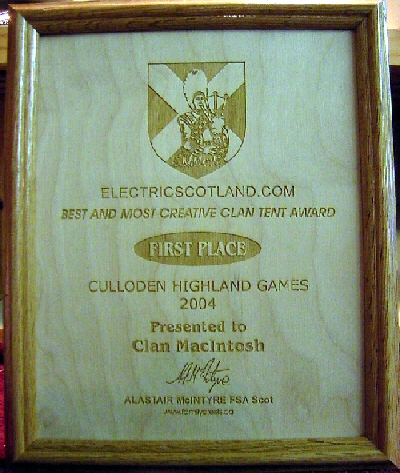 ELECTRICSCOTLAND.COM
BEST AND MOST CREATIVE CLAN TENT AWARD
FIRST PLACE
CULLODEN HIGHLAND GAMES
2004
Presented to
Clan MacIntosh
ALASTAIR McINTYRE FSA Scot